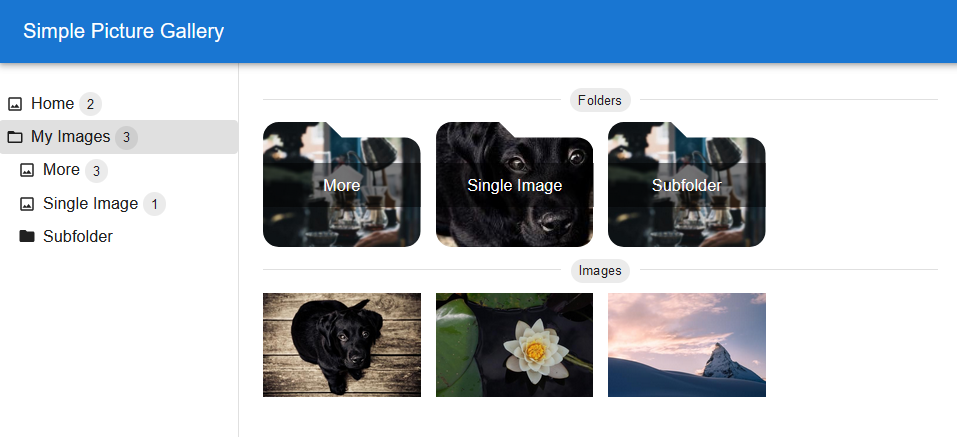 Simple Picture Gallery
Home 2
My Images 3
More 3
Single Image 1
Subfolder
Folders
More
Single Image
Subfolder
Images